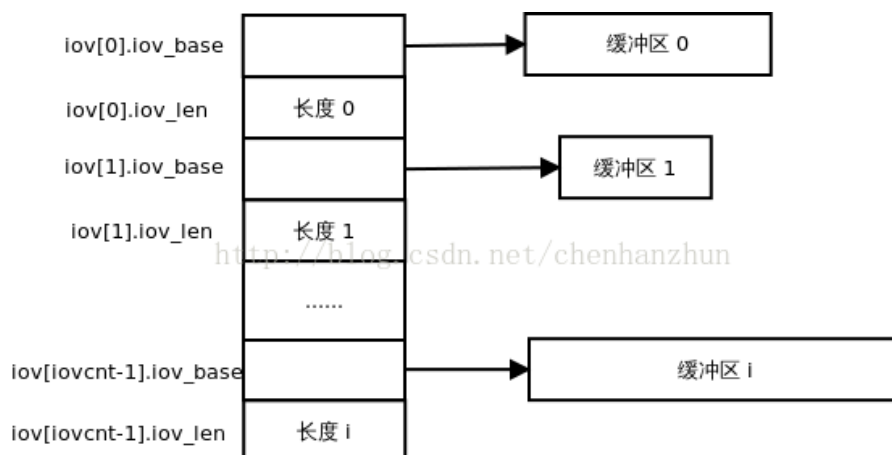 iov[0].iov_base
缓冲区 0
iov[0].iov_len
长度 0
iov[1].iov_base
缓冲区 1
iov[1].iov_len
长度 1
http://blog.csdn.net/chenhanzhun
......
iov[iovcnt-1].iov_base
缓冲区 i
iov[iovcnt-1].iov_len
长度 i